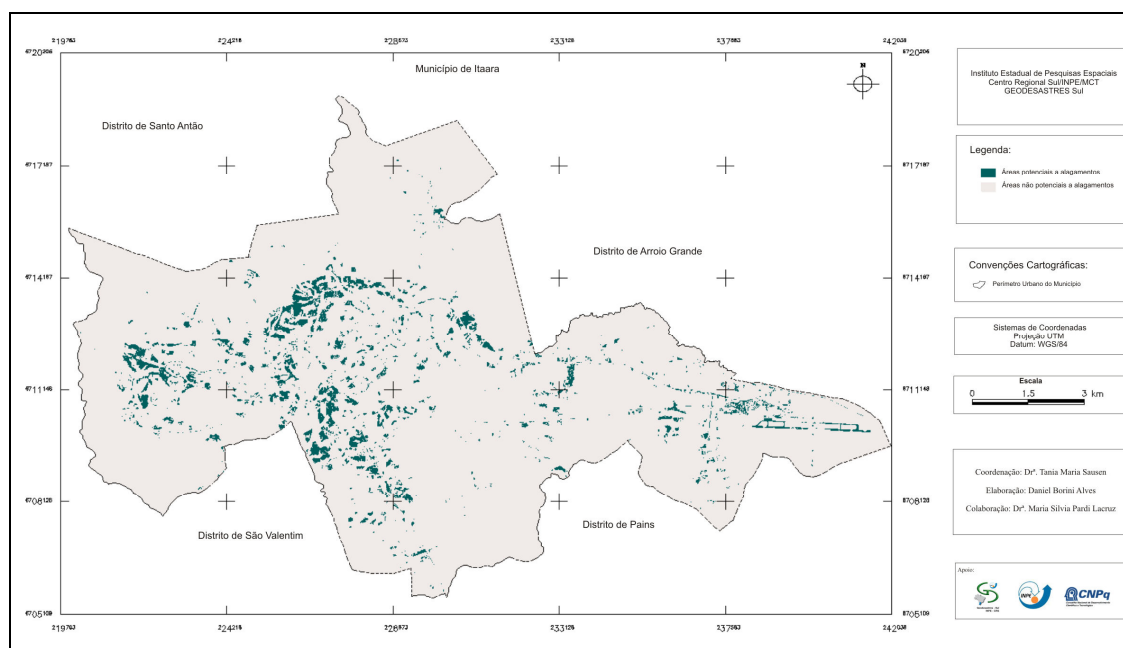 219763 224218 228673 233128 237583 242038
6720206 6720206
Município de Itaara
N
Distrito de Santo Antão
6717187 6717187
Distrito de Arroio Grande
6714167 6714167
6711148 6711148
6708128 6708128
Distrito de São Valentim
Distrito de Pains
6705109 6705109
219763 224218 228673 233128 237583 242038
Instituto Estadual de Pesquisas Espaciais
Centro Regional Sul/INPE/MCT
GEODESASTRES Sul
Legenda:
Áreas potenciais a alagamentos
Áreas não potenciais a alagamentos
Convenções Cartográficas:
Perímetro Urbano do Município
Sistemas de Coordenadas
Projeção UTM
Datum: WGS/84
Escala
0 1.5 3 km
Coordenação: Drª. Tania Maria Sausen
Elaboração: Daniel Borini Alves
Colaboração: Drª. Maria Silvia Pardi Lacruz
Apoio:
INPE
CNPq